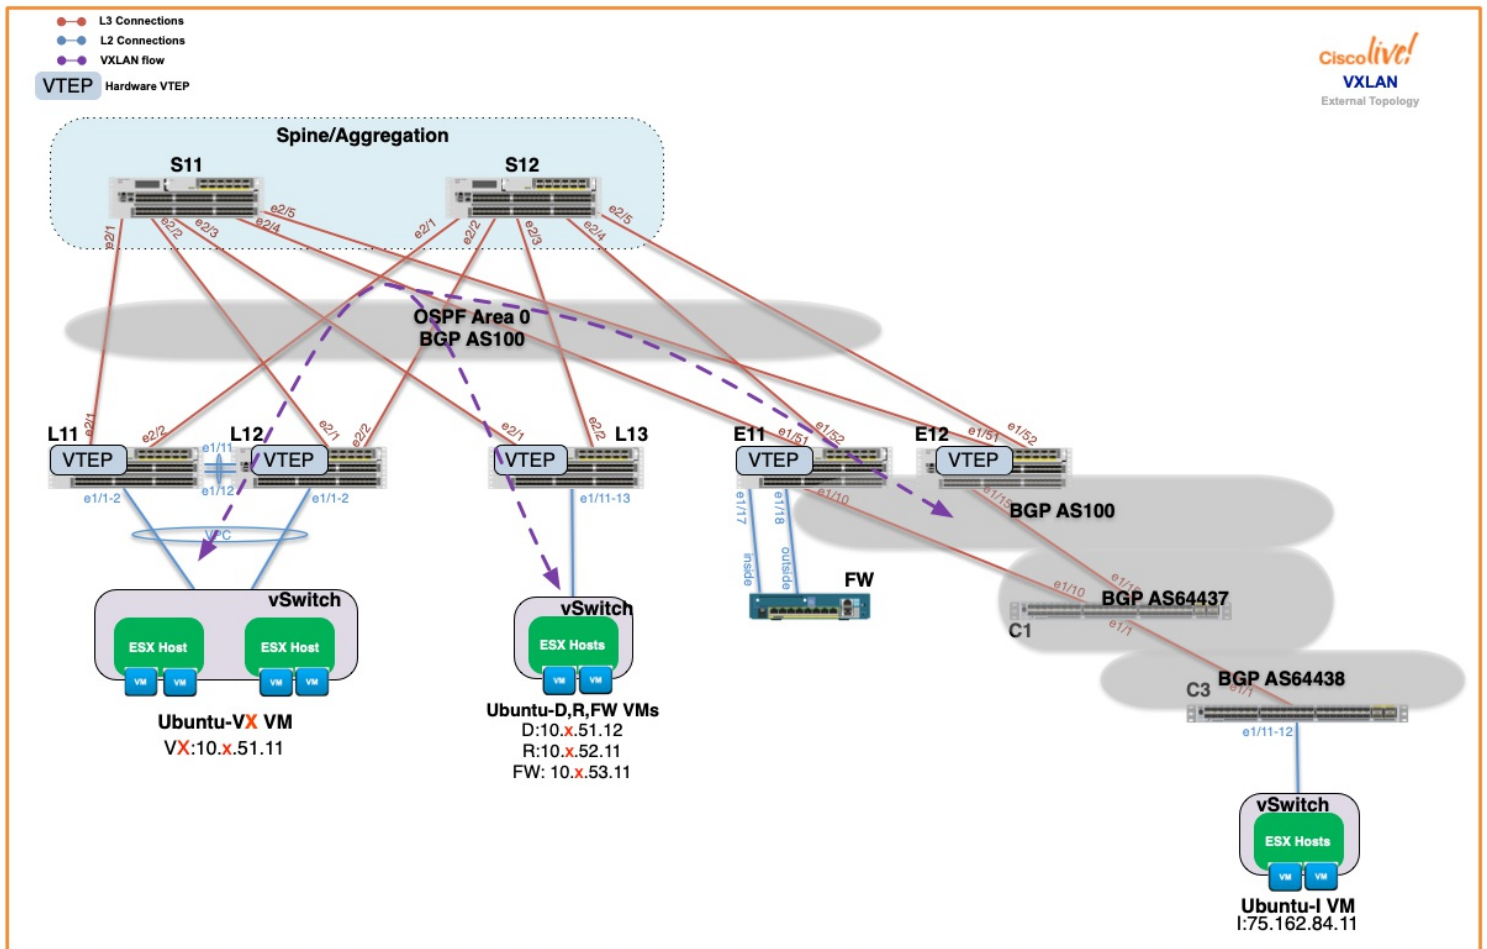 L3 Connections
L2 Connections
VXLAN flow
VTEP Hardware VTEP
Cisco live!
VXLAN
External Topology
Spine/Aggregation
S11
S12
e2/1
e2/2
e2/3
e2/4
e2/5
e2/1
e2/2
e2/3
e2/4
e2/5
OSPF Area 0
BGP AS100
L11
e2/1
e2/2
VTEP
e1/11
e1/12
e1/1-2
L12
e2/1
e2/2
VTEP
e1/1-2
VPC
L13
e2/1
e2/2
VTEP
e1/11-13
E11
e1/51
e1/52
VTEP
e1/10
e1/17
e1/18
inside
outside
FW
E12
e1/51
e1/52
VTEP
e1/15
BGP AS100
e1/10
BGP AS64437
C1
e1/1
BGP AS64438
C3
e1/1
e1/11-12
vSwitch
ESX Host
ESX Host
VM
VM
VM
VM
Ubuntu-VX VM
VX:10.x.51.11
vSwitch
ESX Hosts
VM
VM
Ubuntu-D,R,FW VMs
D:10.x.51.12
R:10.x.52.11
FW: 10.x.53.11
vSwitch
ESX Hosts
VM
VM
Ubuntu-I VM
I:75.162.84.11